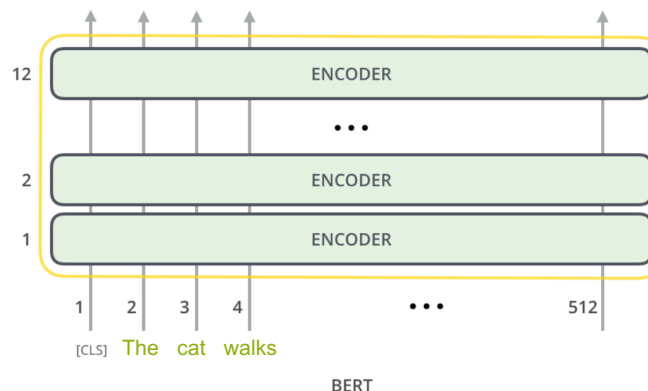 12 ENCODER
•••
2 ENCODER
1 ENCODER
1 2 3 4 ••• 512
[CLS] The cat walks
BERT